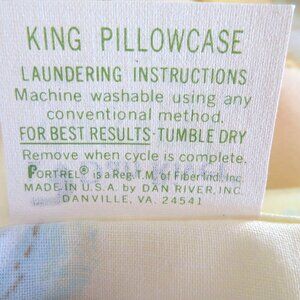 KING PILLOWCASE
LAUNDERING INSTRUCTIONS
Machine washable using any
conventional method.
FOR BEST RESULTS · TUMBLE DRY
Remove when cycle is complete.
PORTREL® is a Reg. T.M. of Fiber Ind., Inc.
MADE IN U.S.A. by DAN RIVER, INC.
DANVILLE, VA. 24541